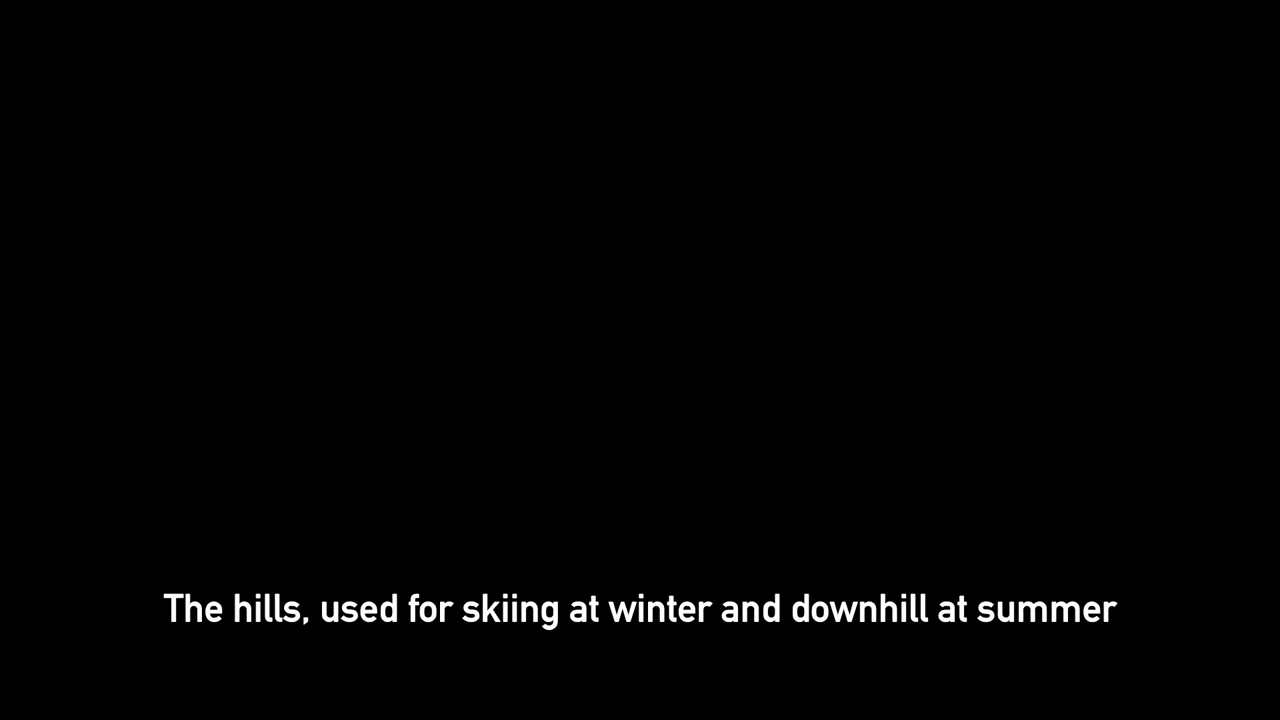 The hills, used for skiing at winter and downhill at summer